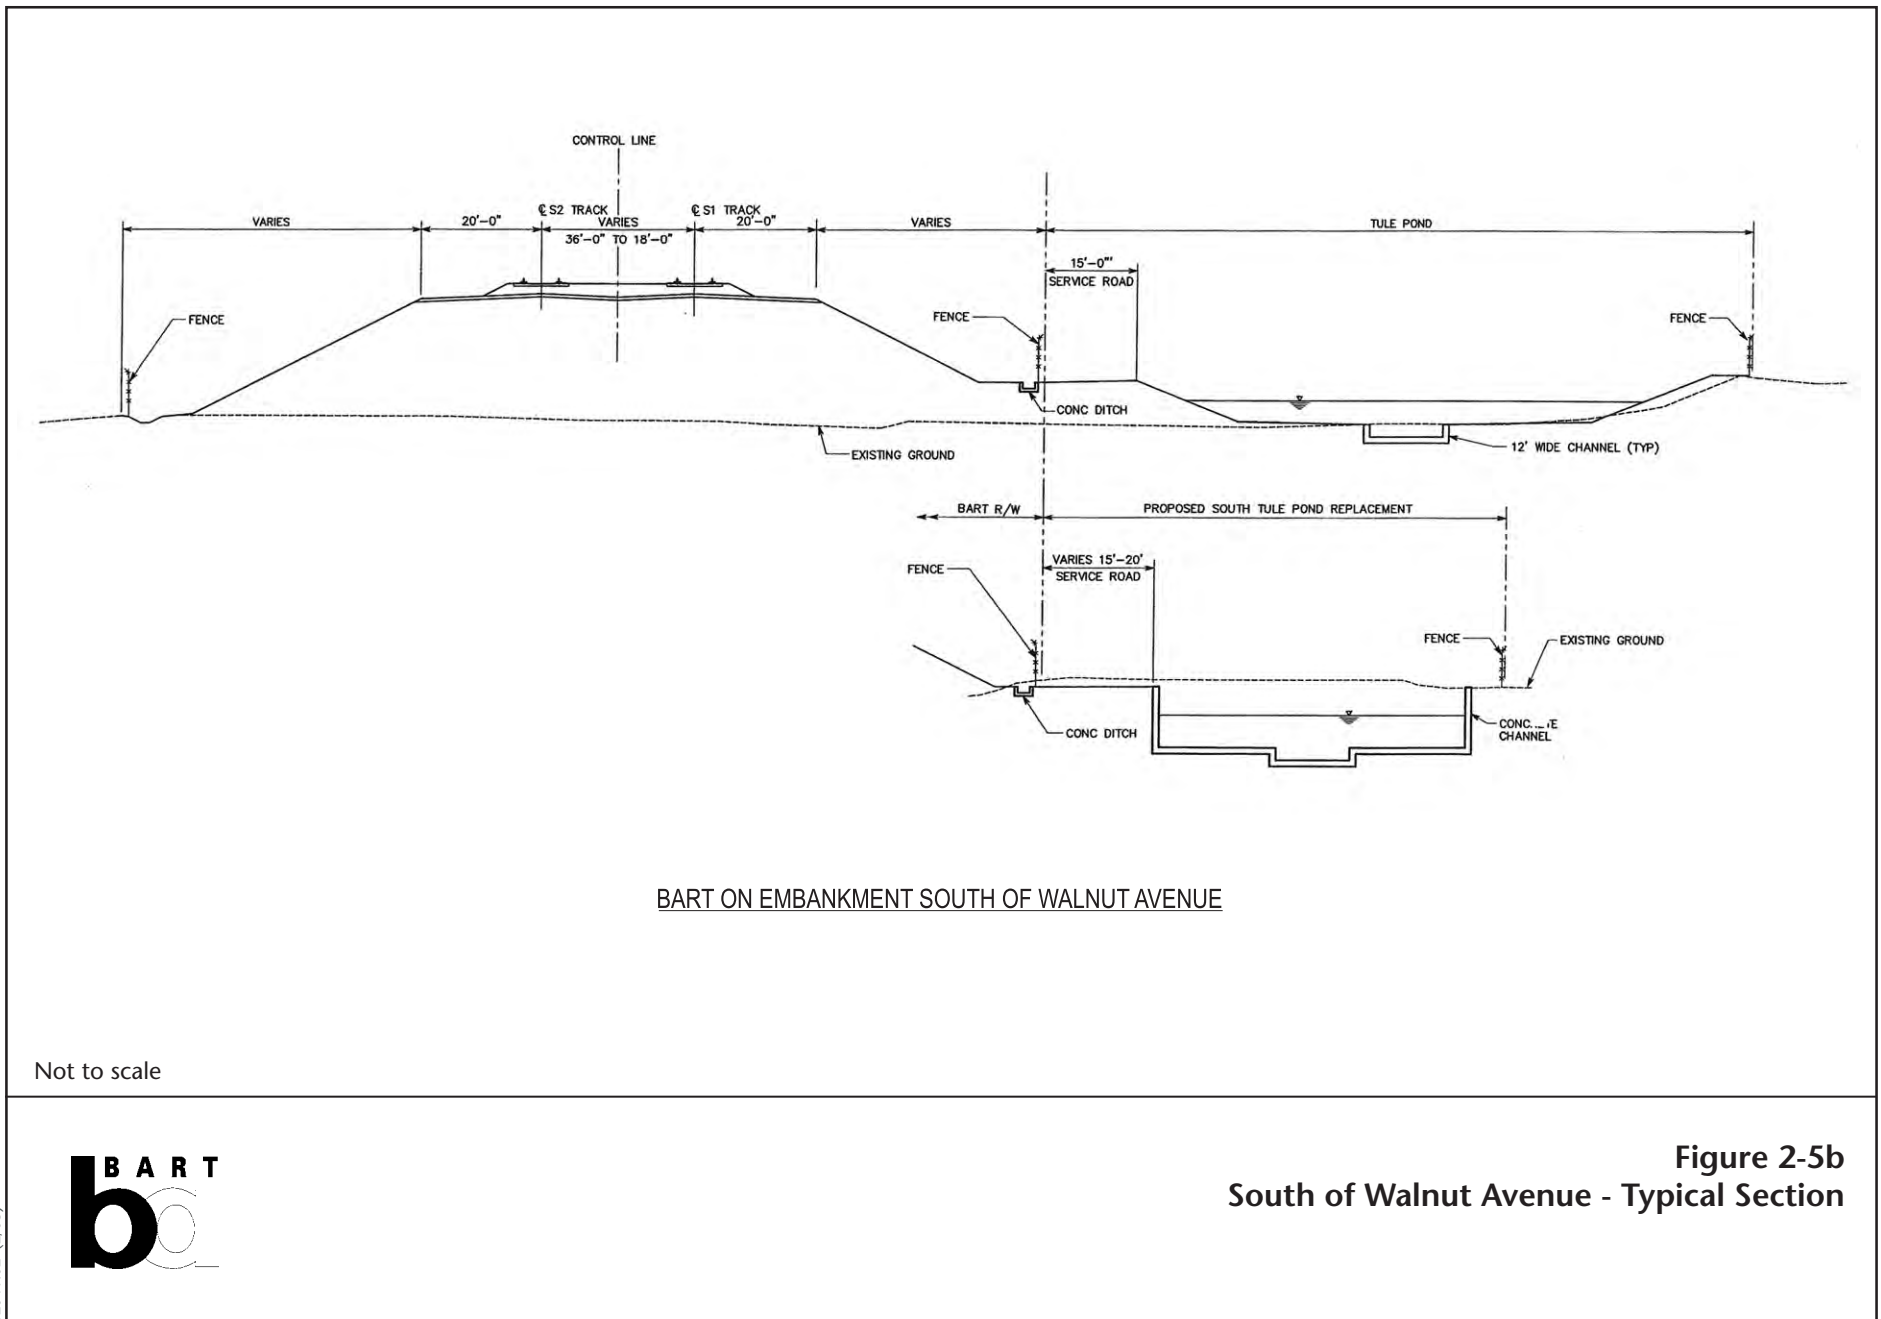 CONTROL LINE
℄ S2 TRACK
℄ S1 TRACK
VARIES
20'-0"
VARIES
36'-0" TO 18'-0"
20'-0"
VARIES
TULE POND
15'-0"'
SERVICE ROAD
FENCE
FENCE
FENCE
CONC DITCH
EXISTING GROUND
12' WIDE CHANNEL (TYP)
BART R/W
PROPOSED SOUTH TULE POND REPLACEMENT
VARIES 15'-20'
SERVICE ROAD
FENCE
FENCE
EXISTING GROUND
CONC DITCH
CHANNEL
BART ON EMBANKMENT SOUTH OF WALNUT AVENUE
Not to scale
BART
ba
Figure 2-5b
South of Walnut Avenue - Typical Section